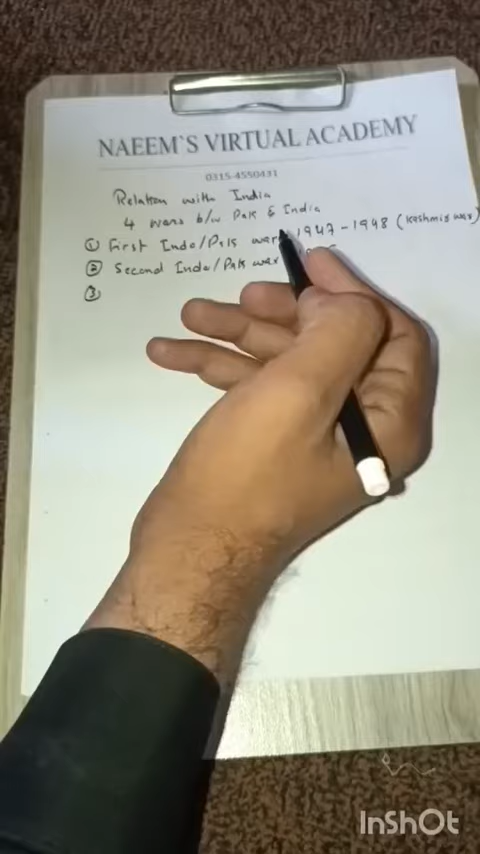 NAEEM`S VIRTUAL ACADEMY
0315-4550431
Relation with India
4 wars b/w Pak & India
① First Indo/Pak war 1947-1948 (Kashmir war)
② Second Indo/Pak war
③
InShOt